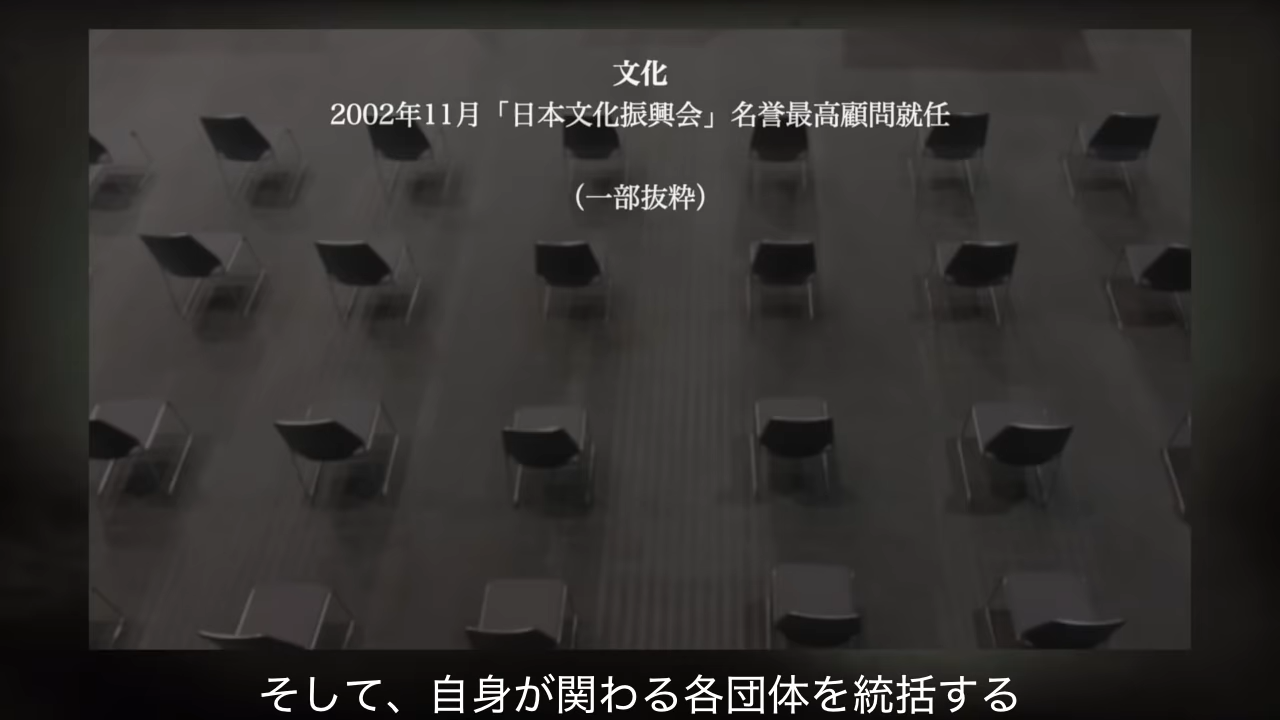 文化
2002年11月「日本文化振興会」名誉最高顧問就任
(一部抜粋)
そして、自身が関わる各団体を統括する